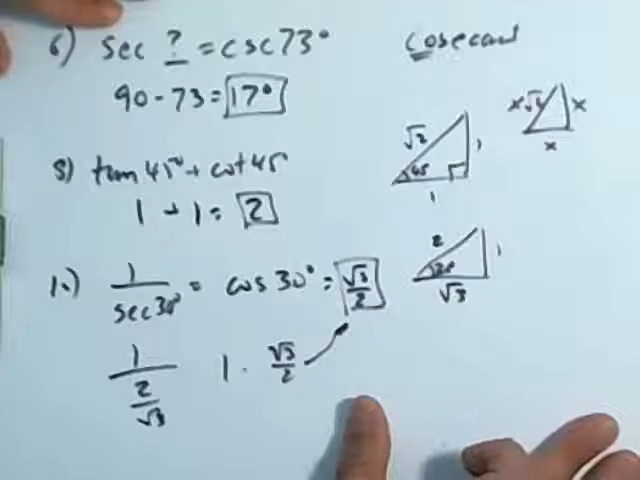 6) sec ? = csc 73°
cosecant
90 - 73 = 17°
x√2 x
x
√2 1
45
1
8) tan 45° + cot 45°
1 + 1 = 2
10.) 1/sec 30° = cos 30° = √3/2
2 1
30°
√3
1/(2/√3) 1 · √3/2